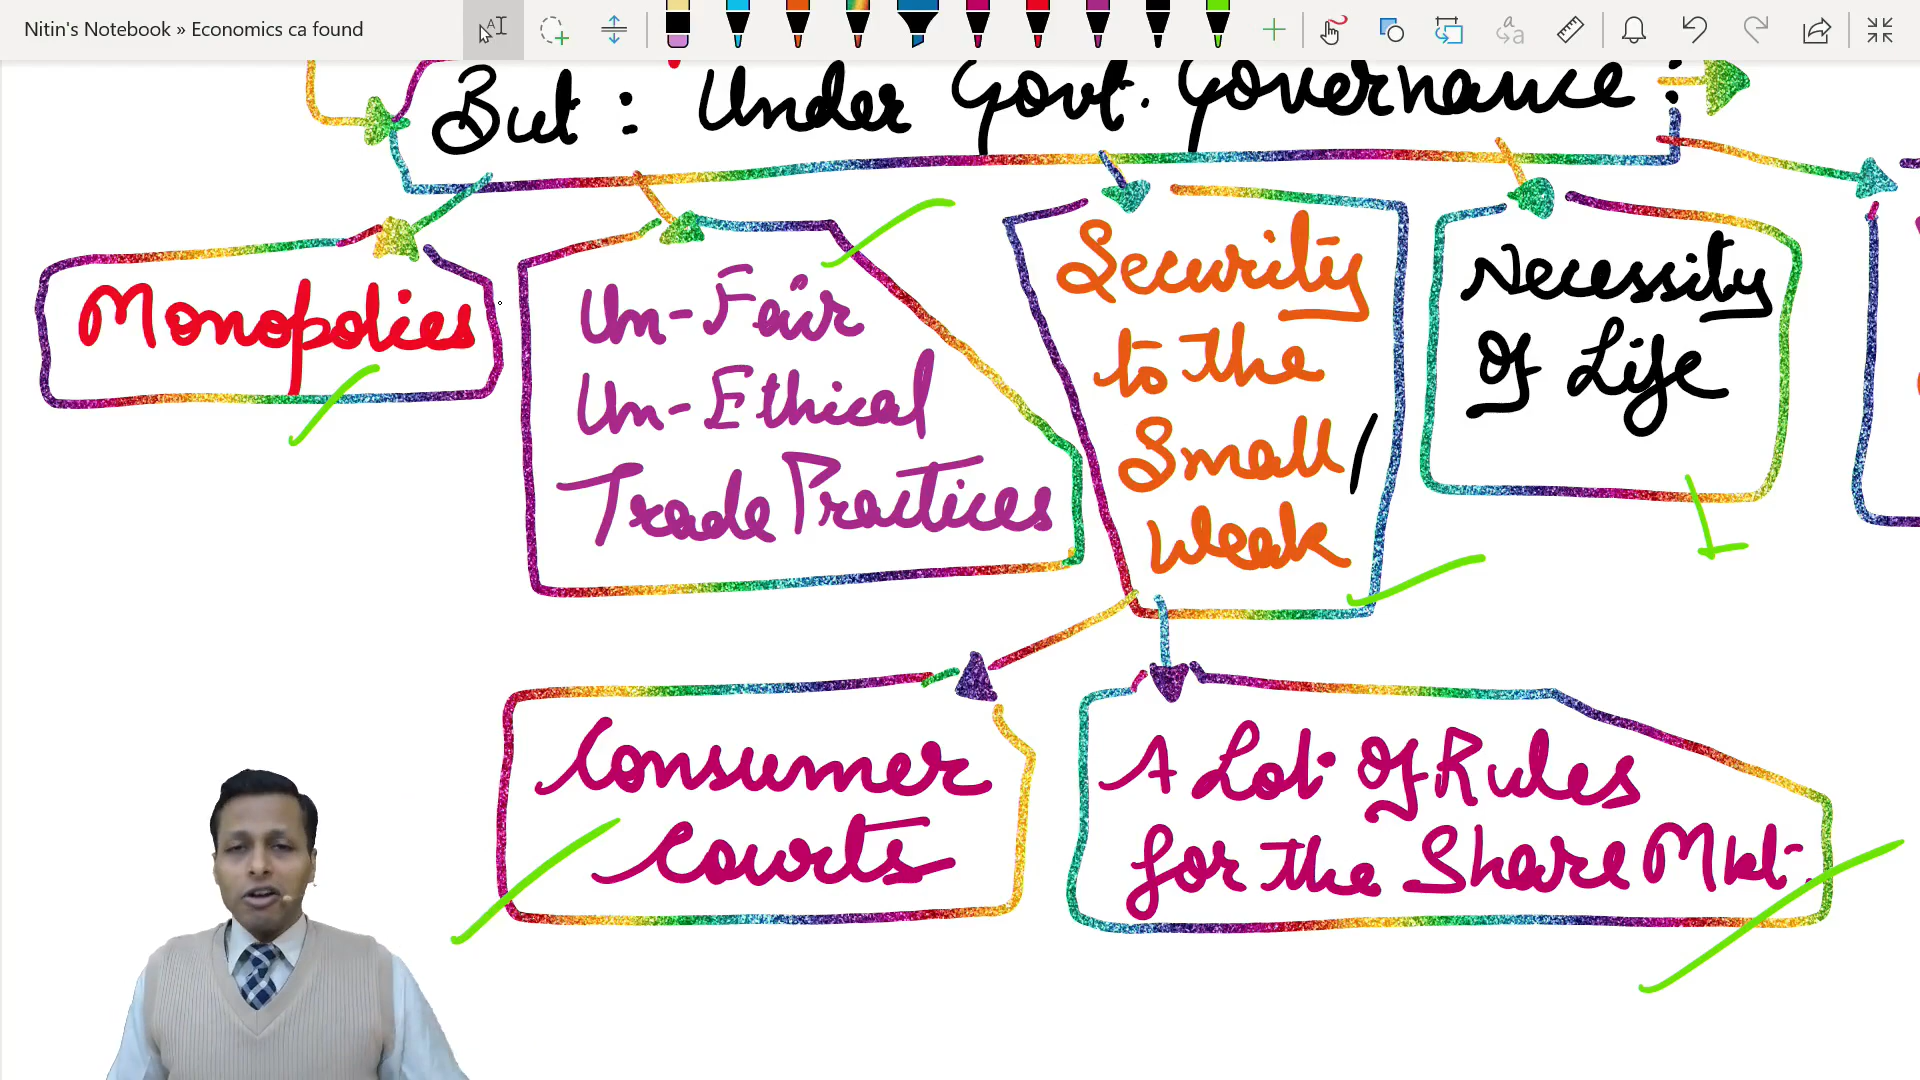 Nitin's Notebook » Economics ca found
But : Under Govt. Governance :
Monopolies
Un-Fair
Un-Ethical
Trade Practices
Security
to the
Small/
Weak
Necessity
Of Life
Consumer
Courts
A Lot Of Rules
for the Share Mkt.